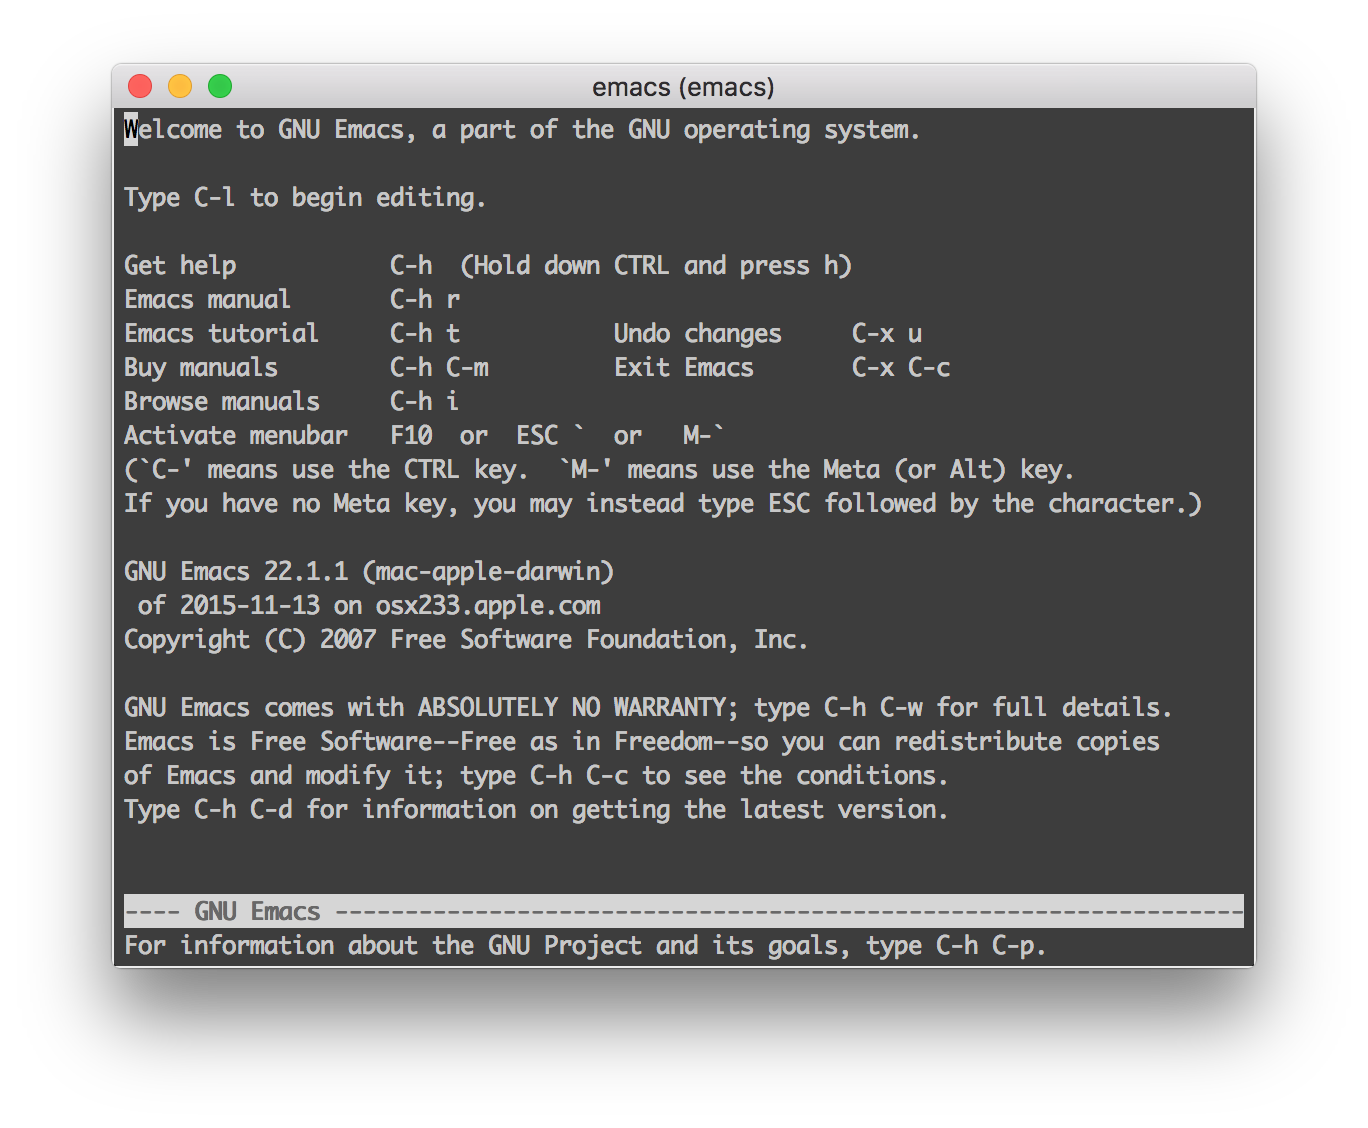 emacs (emacs)
Welcome to GNU Emacs, a part of the GNU operating system.
Type C-l to begin editing.
Get help           C-h  (Hold down CTRL and press h)
Emacs manual       C-h r
Emacs tutorial     C-h t           Undo changes     C-x u
Buy manuals        C-h C-m         Exit Emacs       C-x C-c
Browse manuals     C-h i
Activate menubar   F10  or  ESC `  or   M-`
(`C-' means use the CTRL key.  `M-' means use the Meta (or Alt) key.
If you have no Meta key, you may instead type ESC followed by the character.)
GNU Emacs 22.1.1 (mac-apple-darwin)
 of 2015-11-13 on osx233.apple.com
Copyright (C) 2007 Free Software Foundation, Inc.
GNU Emacs comes with ABSOLUTELY NO WARRANTY; type C-h C-w for full details.
Emacs is Free Software--Free as in Freedom--so you can redistribute copies
of Emacs and modify it; type C-h C-c to see the conditions.
Type C-h C-d for information on getting the latest version.
---- GNU Emacs -----------------------------------------------------------------
For information about the GNU Project and its goals, type C-h C-p.